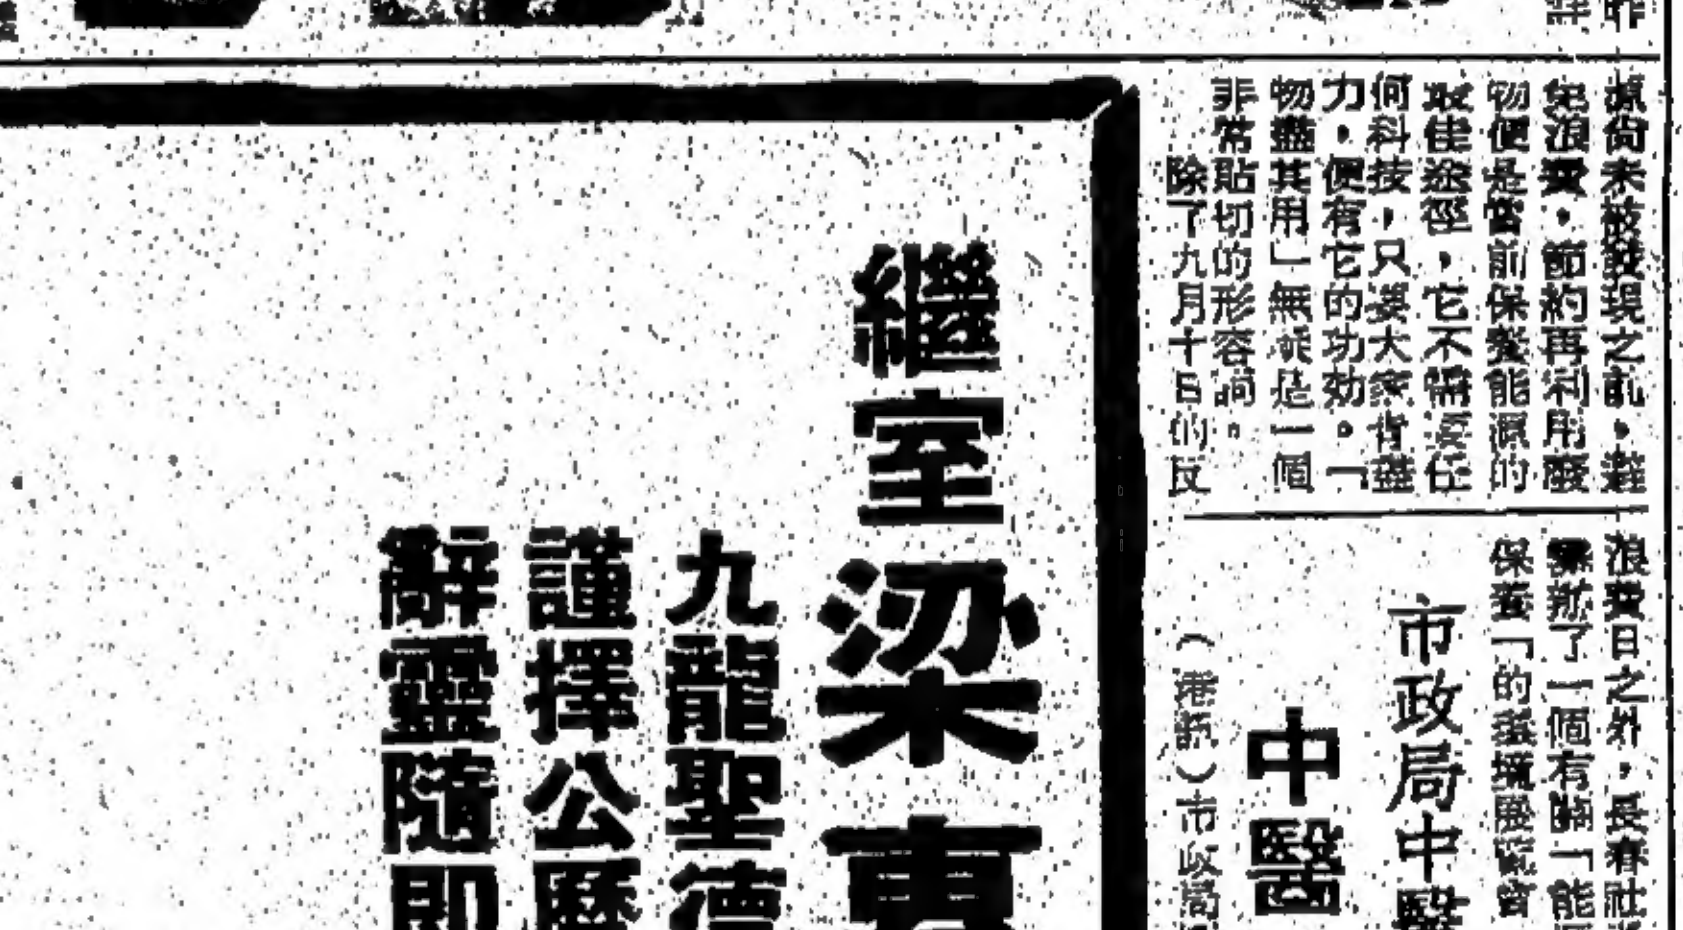 源尚未被發現之前，避
免浪費，節約再利用廢
物便是當前保養能源的
最佳途徑，它不需要任
何科技，只要大家肯盡
力，便有它的功効。「
物盡其用」無疑是一個
非常貼切的形容詞。
除了九月十日的反
浪費日之外，長春社
了一個有關「能
保養」的
市政局中醫
中醫
（港訊）市政局
繼室梁
九龍聖德
謹擇公曆
辭靈隨即